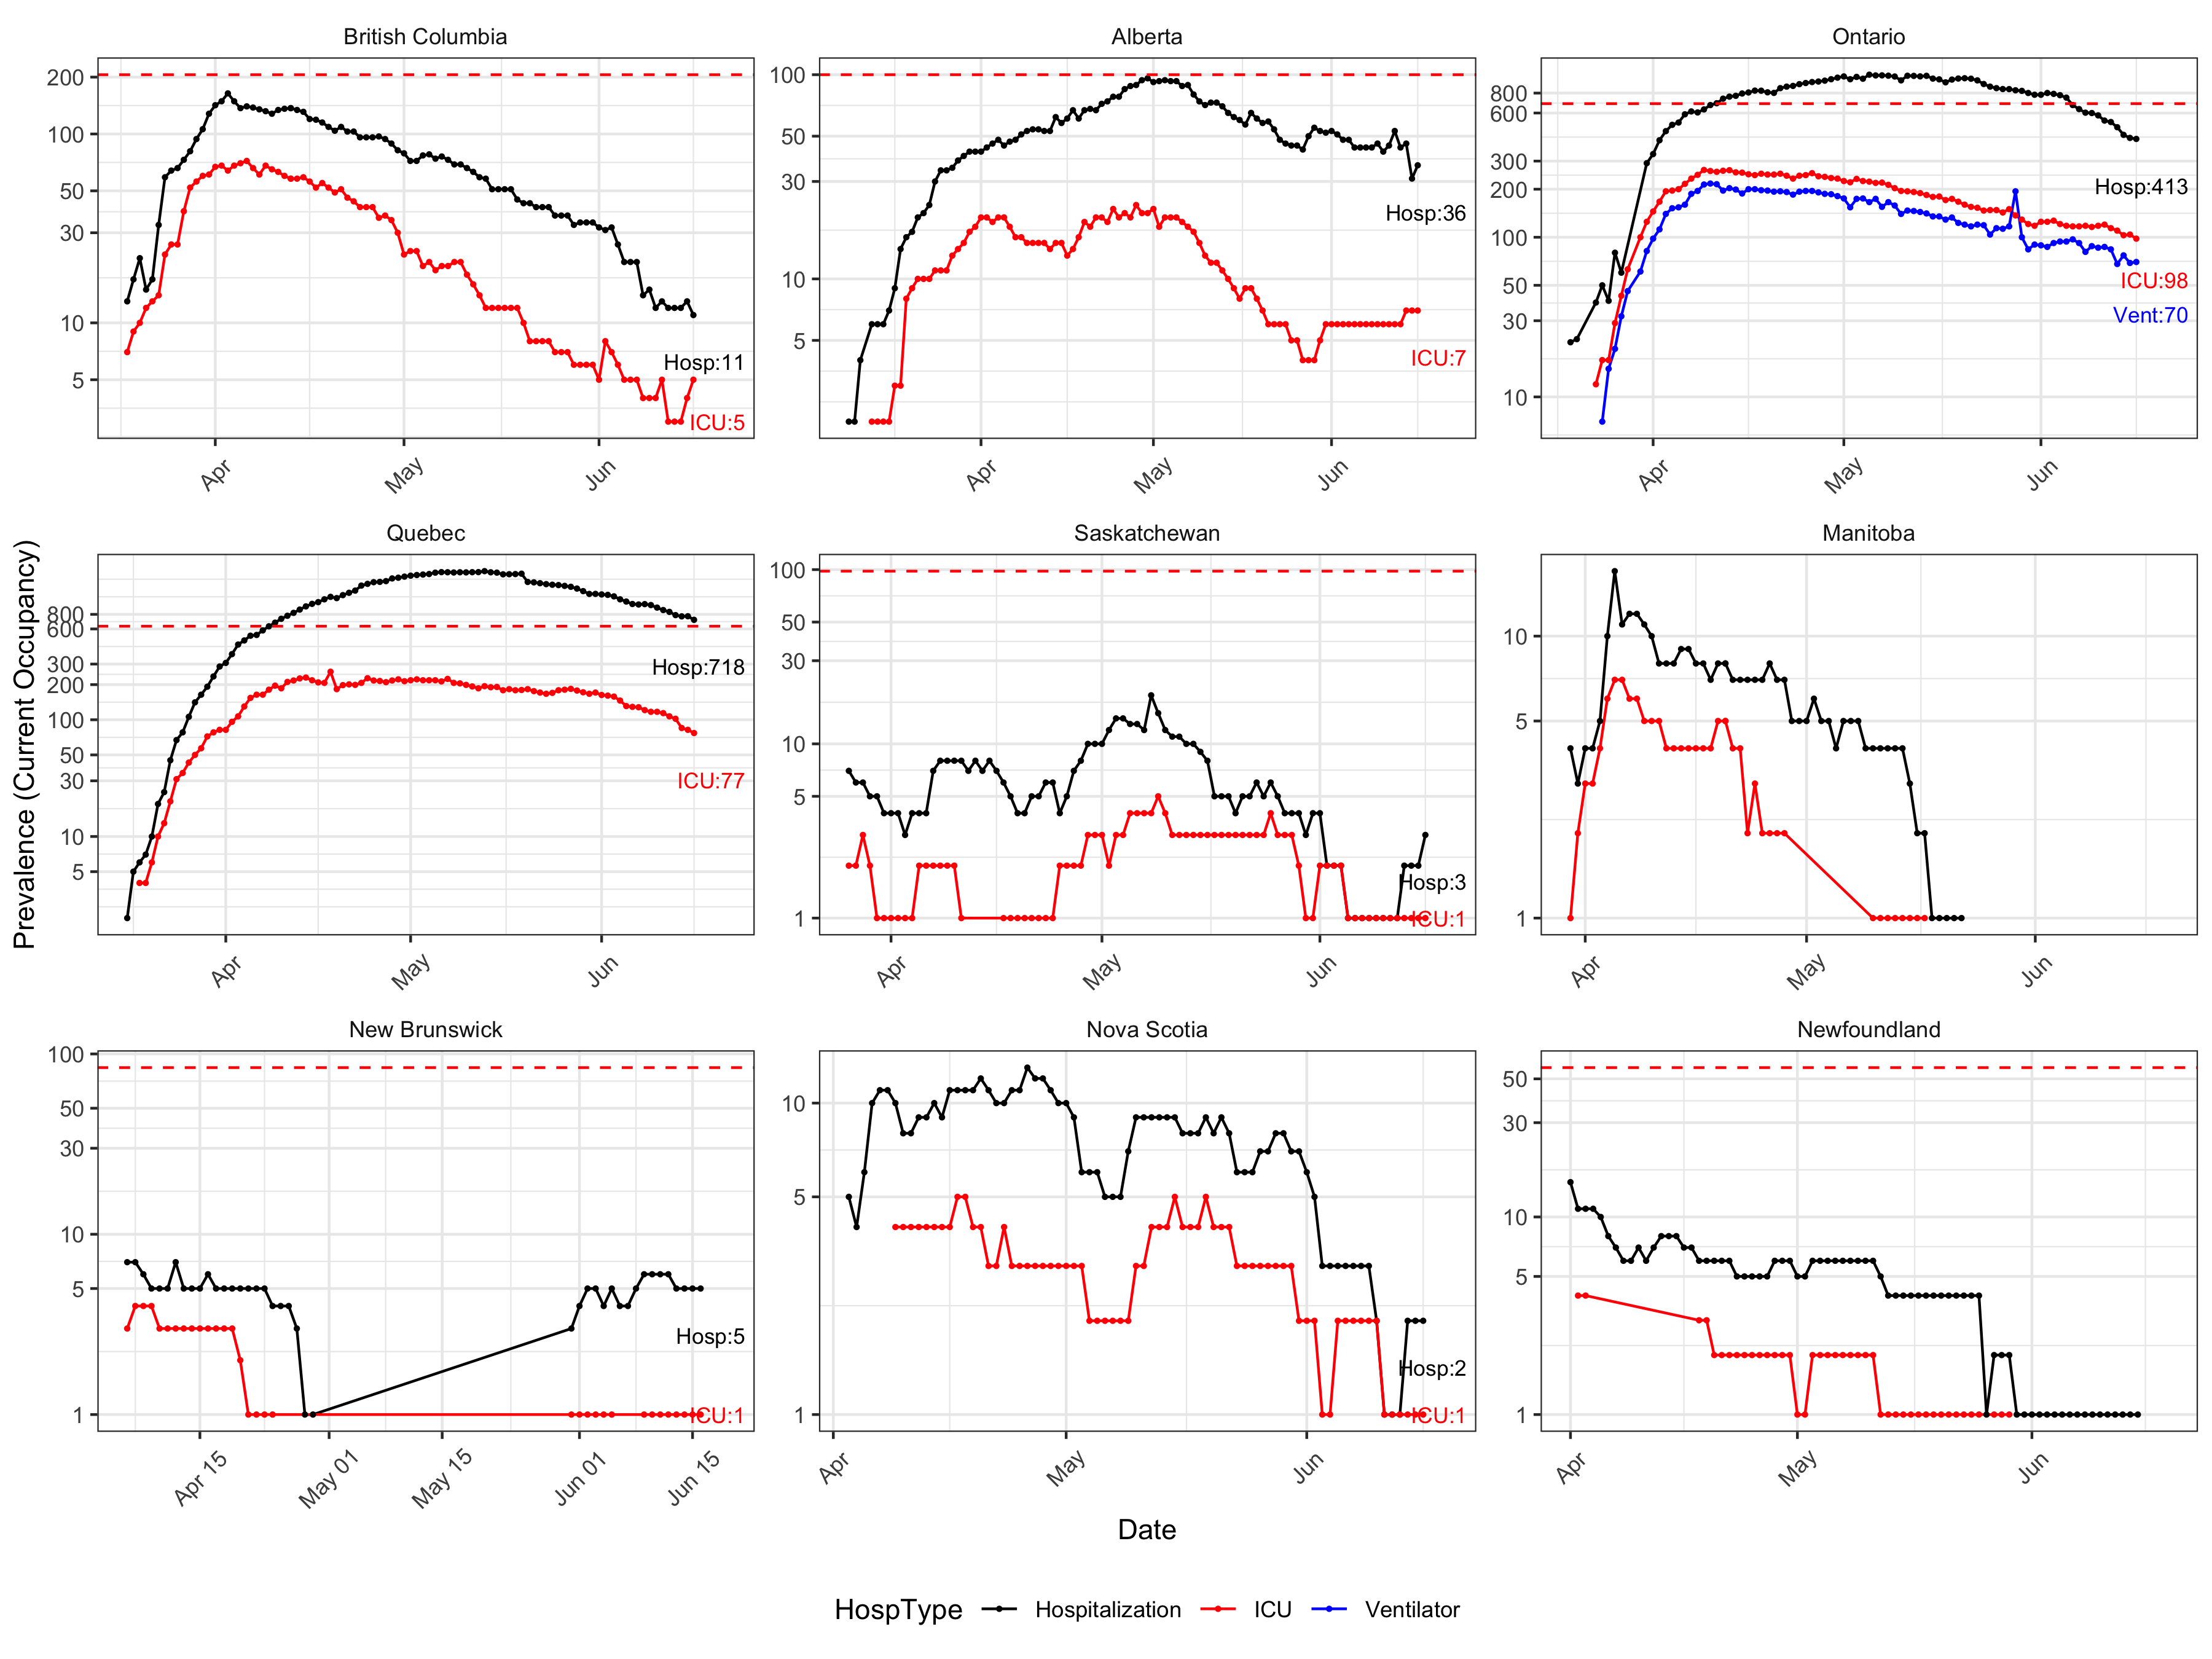 British Columbia
Alberta
Ontario
200
100
50
30
10
5
Hosp:11
ICU:5
Apr
May
Jun
100
50
30
10
5
Hosp:36
ICU:7
Apr
May
Jun
800
600
300
200
100
50
30
10
Hosp:413
ICU:98
Vent:70
Apr
May
Jun
Prevalence (Current Occupancy)
Quebec
Saskatchewan
Manitoba
800
600
300
200
100
50
30
10
5
Hosp:718
ICU:77
Apr
May
Jun
100
50
30
10
5
1
Hosp:3
ICU:1
Apr
May
Jun
10
5
1
Apr
May
Jun
New Brunswick
Nova Scotia
Newfoundland
100
50
30
10
5
1
Hosp:5
ICU:1
Apr 15
May 01
May 15
Jun 01
Jun 15
10
5
1
Hosp:2
ICU:1
Apr
May
Jun
50
30
10
5
1
Apr
May
Jun
Date
HospType
Hospitalization
ICU
Ventilator